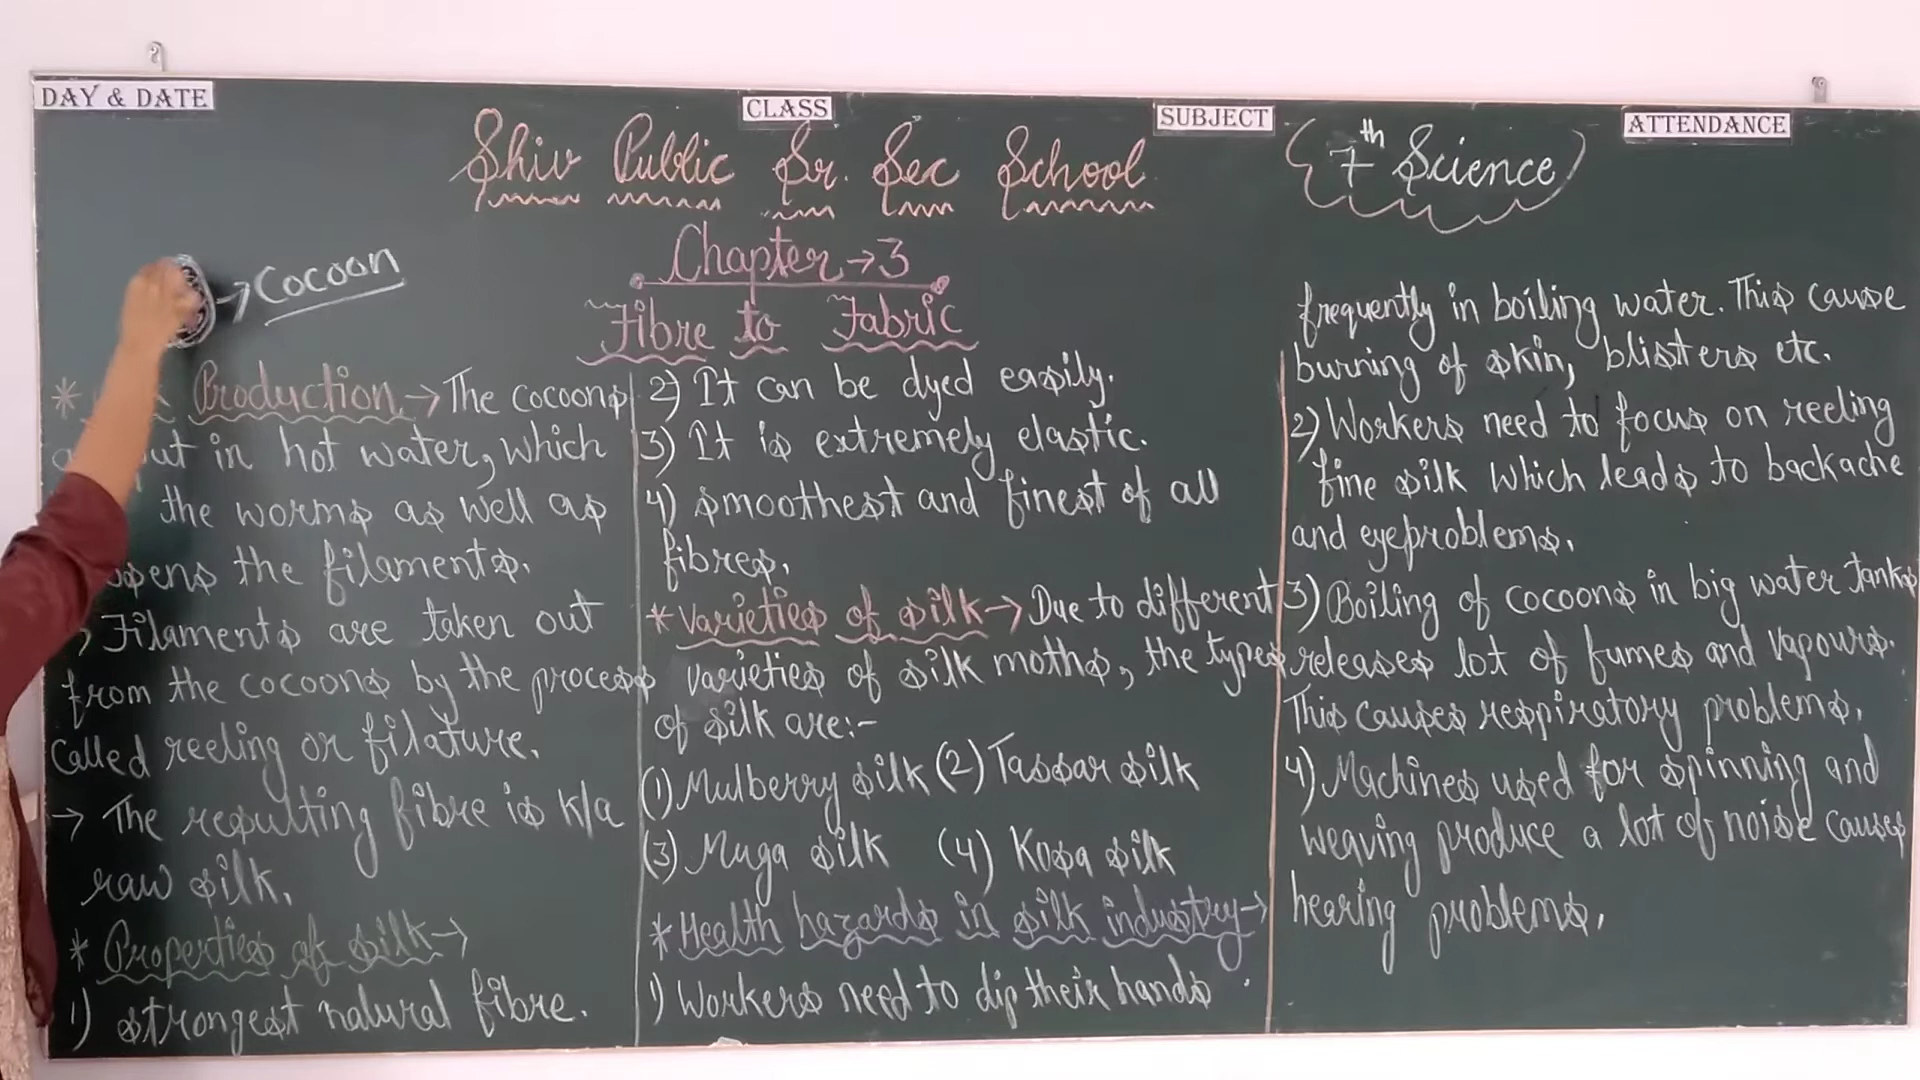 DAY & DATE
CLASS
SUBJECT
ATTENDANCE
Shiv Public Sr. Sec School
7th Science
Chapter→3
Fibre to Fabric
→Cocoon
* Production→The cocoons
in hot water, which
the worms as well as
the filaments.
Filaments are taken out
from the cocoons by the process
called reeling or filature.
→ The resulting fibre is k/a
raw silk.
* Properties of silk→
1) strongest natural fibre.
2) It can be dyed easily.
3) It is extremely elastic.
4) smoothest and finest of all
fibres.
* Varieties of silk→Due to different
varieties of silk moths, the types
of silk are:-
(1) Mulberry silk (2) Tassar silk
(3) Muga silk (4) Kosa silk
* Health hazards in silk industry→
1) Workers need to dip their hands
frequently in boiling water. This cause
burning of skin, blisters etc.
2) Workers need to focus on reeling
fine silk which leads to backache
and eyeproblems.
3) Boiling of cocoons in big water tanks
releases lot of fumes and vapours.
This causes respiratory problems.
4) Machines used for spinning and
weaving produce a lot of noise causes
hearing problems.